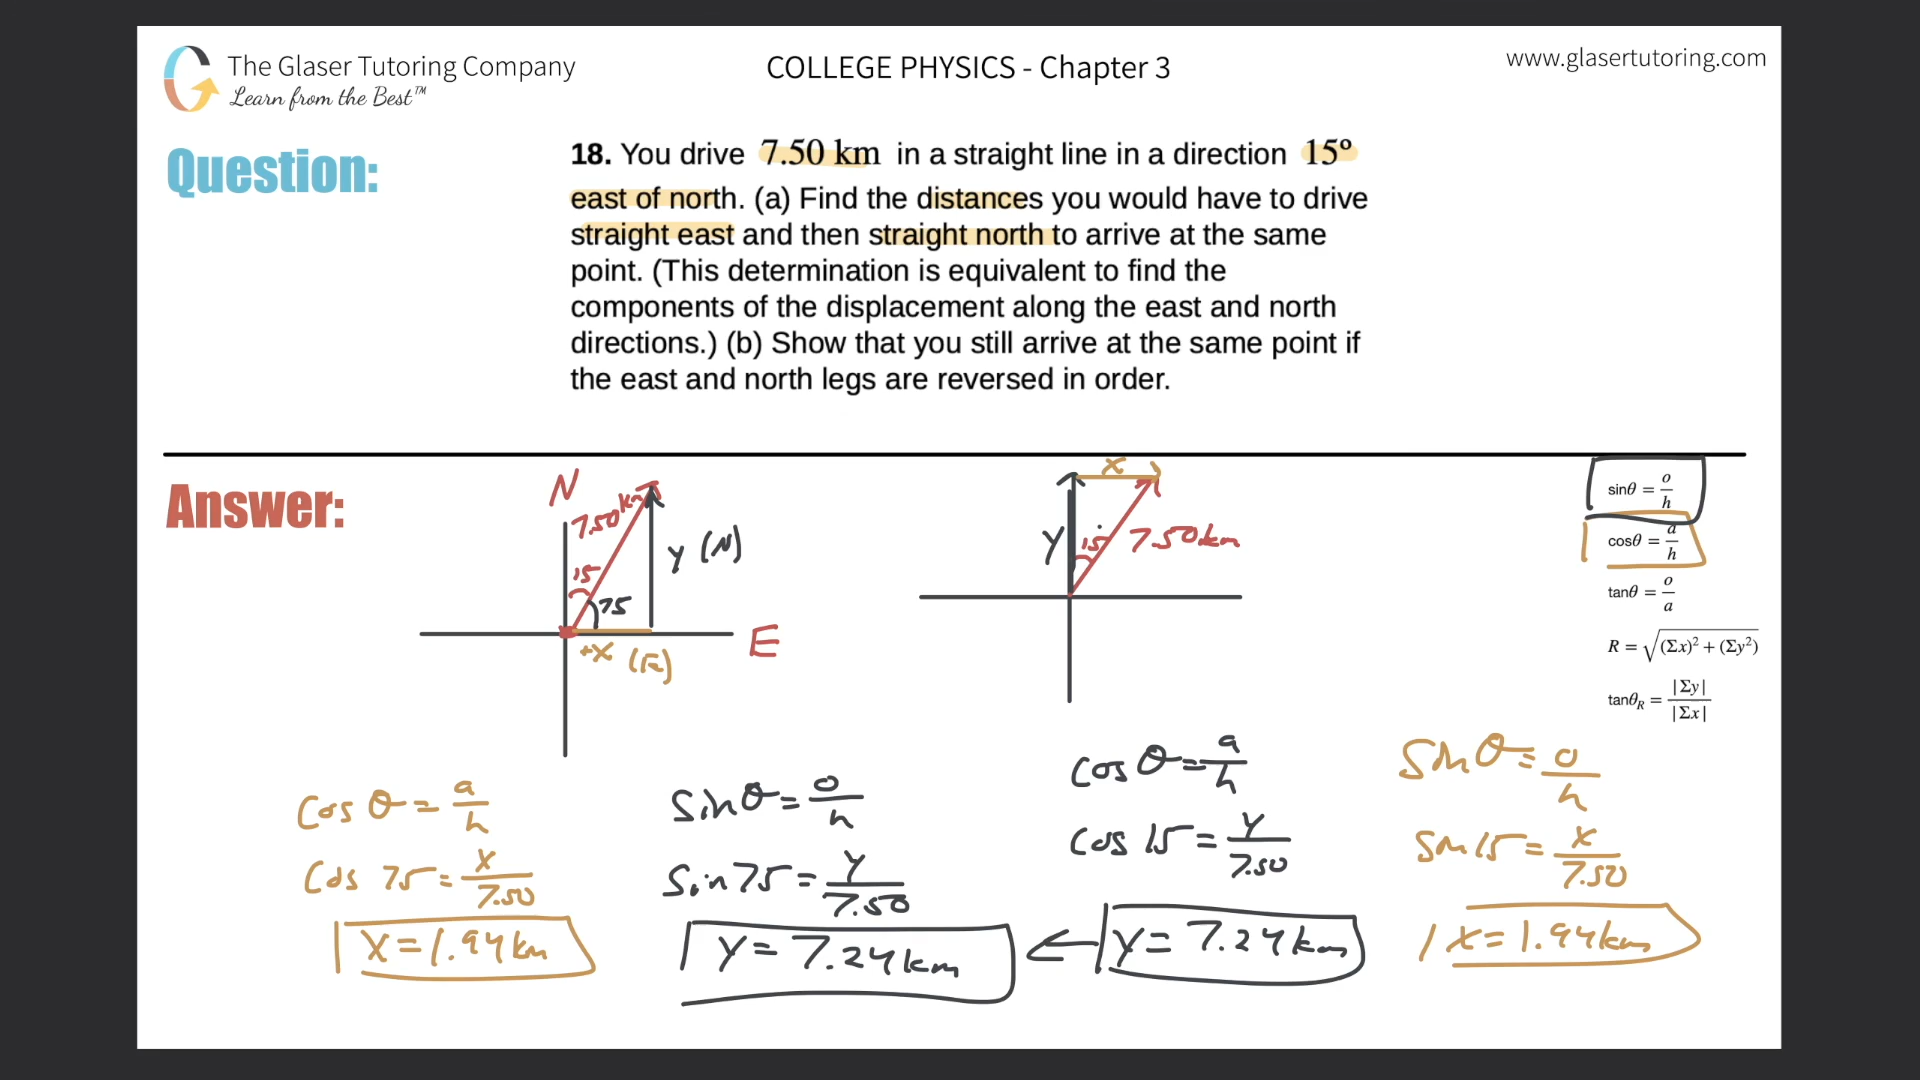 The Glaser Tutoring Company
Learn from the Best™
COLLEGE PHYSICS - Chapter 3
www.glasertutoring.com
Question:
18. You drive 7.50 km in a straight line in a direction 15º
east of north. (a) Find the distances you would have to drive
straight east and then straight north to arrive at the same
point. (This determination is equivalent to find the
components of the displacement along the east and north
directions.) (b) Show that you still arrive at the same point if
the east and north legs are reversed in order.
Answer:
N
7.50 km
y (N)
15
75
+x (E)
E
x
y
15
7.50km
sinθ = o/h
cosθ = a/h
tanθ = o/a
R = √(Σx)² + (Σy²)
tanθ_R = |Σy|/|Σx|
Cos θ = a/h
Cos 75 = x/7.50
x = 1.94 km
Sin θ = o/h
Sin 75 = y/7.50
y = 7.24 km
Cos θ = a/h
Cos 15 = y/7.50
y = 7.24 km
Sin θ = o/h
Sin 15 = x/7.50
x = 1.94 km